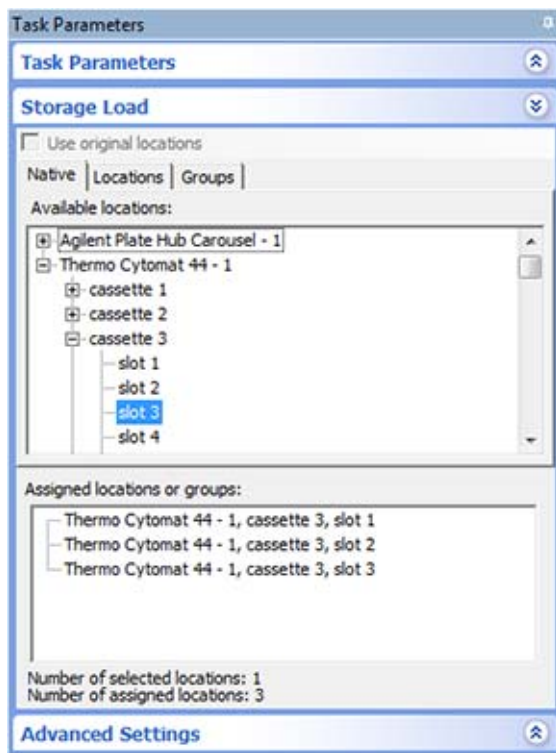 Task Parameters
Task Parameters
Storage Load
Use original locations
Native Locations Groups
Available locations:
Agilent Plate Hub Carousel - 1
Thermo Cytomat 44 - 1
cassette 1
cassette 2
cassette 3
slot 1
slot 2
slot 3
slot 4
Assigned locations or groups:
Thermo Cytomat 44 - 1, cassette 3, slot 1
Thermo Cytomat 44 - 1, cassette 3, slot 2
Thermo Cytomat 44 - 1, cassette 3, slot 3
Number of selected locations: 1
Number of assigned locations: 3
Advanced Settings